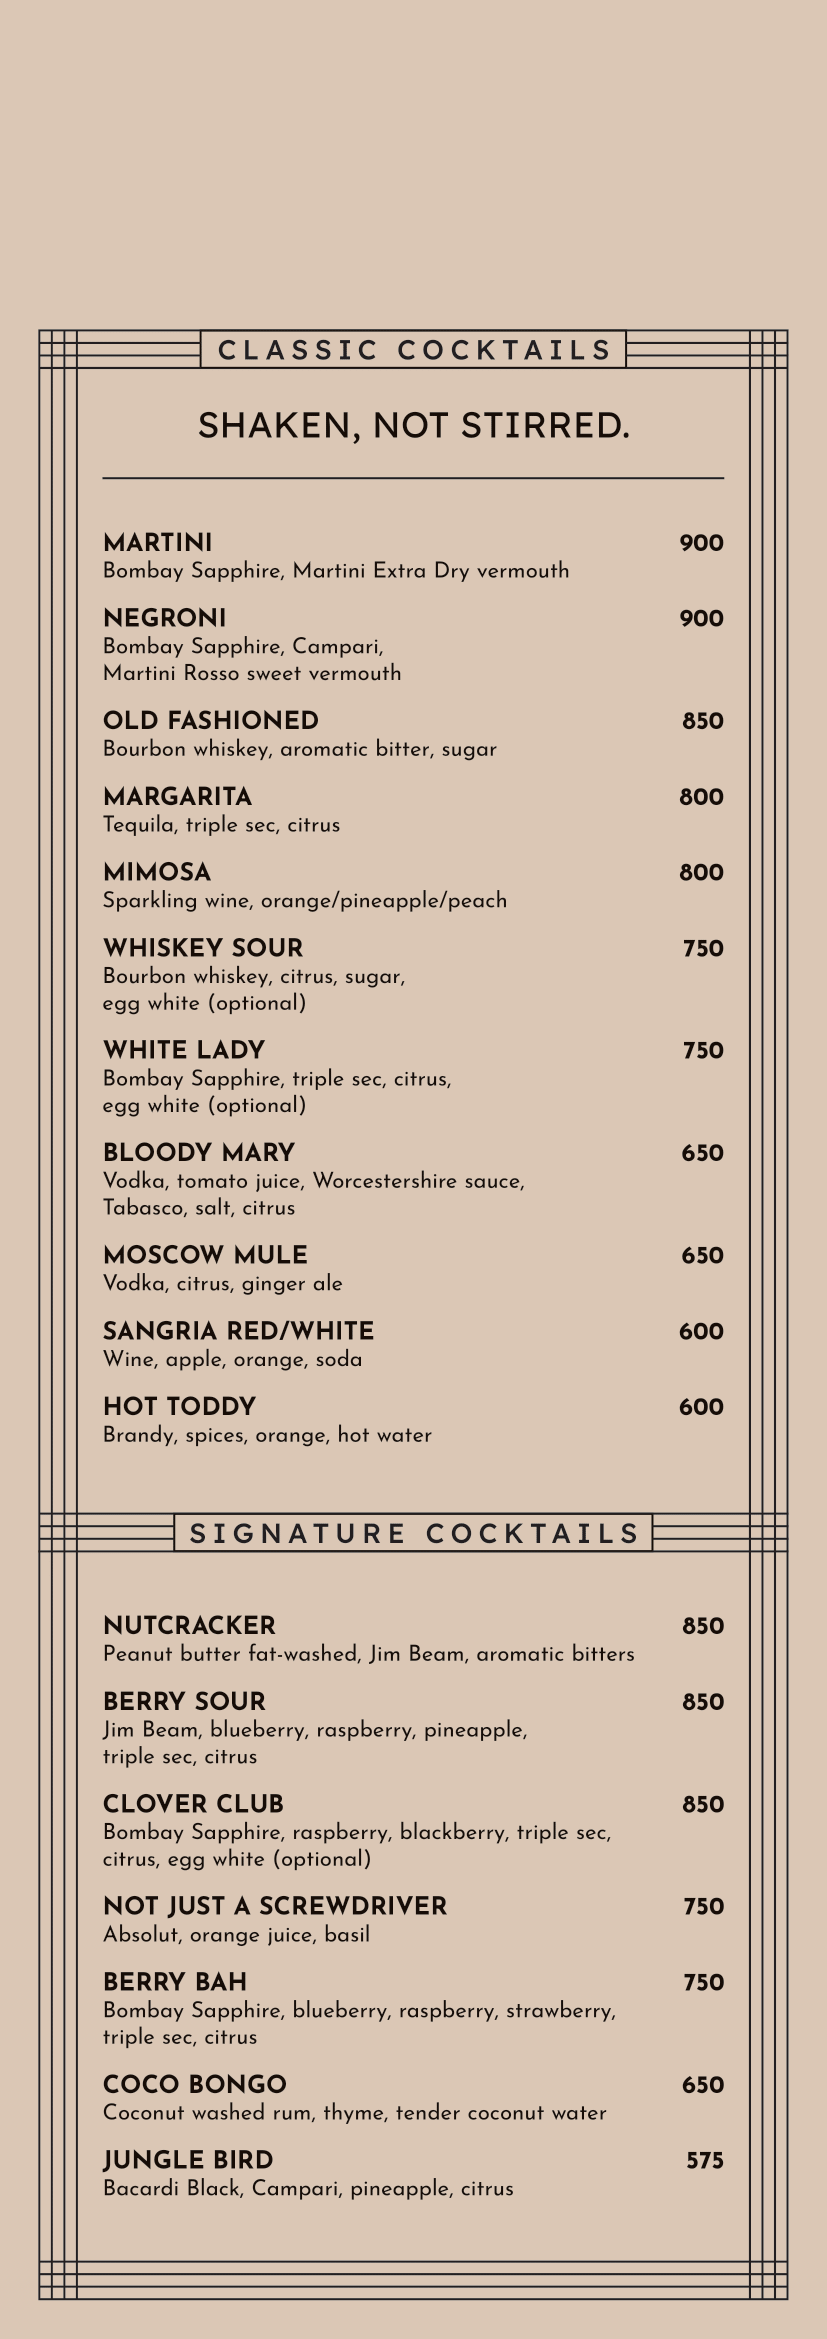 CLASSIC COCKTAILS
SHAKEN, NOT STIRRED.
MARTINI 900
Bombay Sapphire, Martini Extra Dry vermouth
NEGRONI 900
Bombay Sapphire, Campari,
Martini Rosso sweet vermouth
OLD FASHIONED 850
Bourbon whiskey, aromatic bitter, sugar
MARGARITA 800
Tequila, triple sec, citrus
MIMOSA 800
Sparkling wine, orange/pineapple/peach
WHISKEY SOUR 750
Bourbon whiskey, citrus, sugar,
egg white (optional)
WHITE LADY 750
Bombay Sapphire, triple sec, citrus,
egg white (optional)
BLOODY MARY 650
Vodka, tomato juice, Worcestershire sauce,
Tabasco, salt, citrus
MOSCOW MULE 650
Vodka, citrus, ginger ale
SANGRIA RED/WHITE 600
Wine, apple, orange, soda
HOT TODDY 600
Brandy, spices, orange, hot water
SIGNATURE COCKTAILS
NUTCRACKER 850
Peanut butter fat-washed, Jim Beam, aromatic bitters
BERRY SOUR 850
Jim Beam, blueberry, raspberry, pineapple,
triple sec, citrus
CLOVER CLUB 850
Bombay Sapphire, raspberry, blackberry, triple sec,
citrus, egg white (optional)
NOT JUST A SCREWDRIVER 750
Absolut, orange juice, basil
BERRY BAH 750
Bombay Sapphire, blueberry, raspberry, strawberry,
triple sec, citrus
COCO BONGO 650
Coconut washed rum, thyme, tender coconut water
JUNGLE BIRD 575
Bacardi Black, Campari, pineapple, citrus